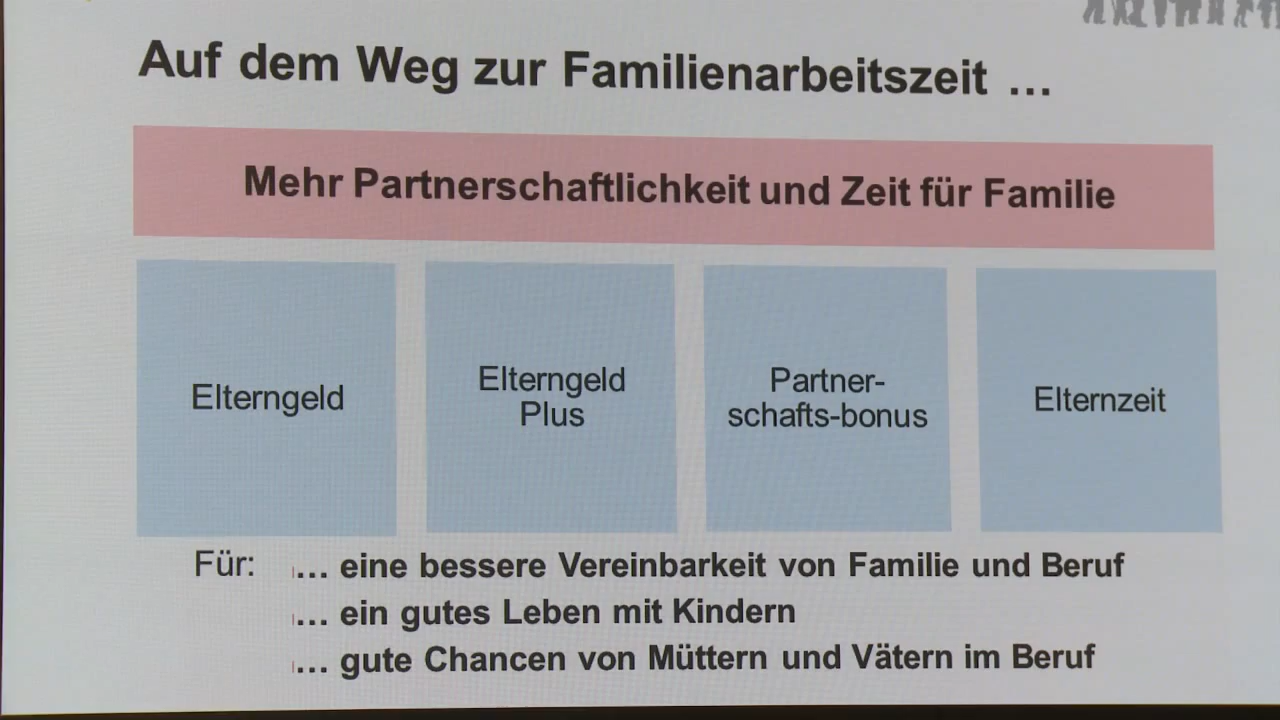 Auf dem Weg zur Familienarbeitszeit …
Mehr Partnerschaftlichkeit und Zeit für Familie
Elterngeld
Elterngeld
Plus
Partner-
schafts-bonus
Elternzeit
Für: … eine bessere Vereinbarkeit von Familie und Beruf
… ein gutes Leben mit Kindern
… gute Chancen von Müttern und Vätern im Beruf